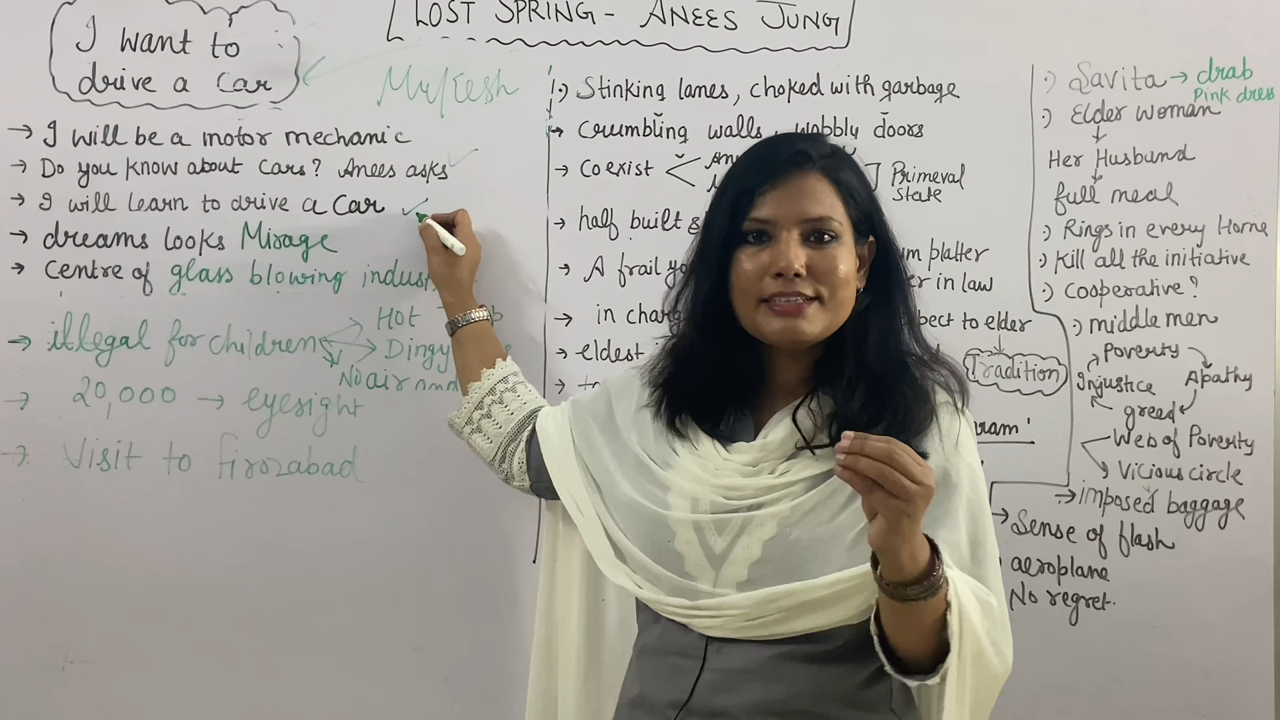 LOST SPRING - ANEES JUNG
I want to
drive a Car
Mukesh
→ I will be a motor mechanic
→ Do you know about Cars? Anees asks
→ I will learn to drive a Car
→ dreams looks Mirage
→ Centre of glass blowing
→ illegal for children
Hot
Dingy
No air and
→ 20,000 → eyesight
→ Visit to firozabad
:) Stinking lanes, choked with garbage
→ Crumbling walls, wobbly doors
→ Coexist
Primeval
State
→ half built
→ A frail
platter
in law
→ in
to elder
→ eldest
Tradition
:) Savita → drab
Pink dress
:) Elder woman
Her Husband
full meal
:) Rings in every Home
:) Kill all the initiative
:) Cooperative?
:) middle men
Poverty
Injustice
Apathy
greed
Web of Poverty
Vicious circle
→ imposed baggage
→ Sense of flash
aeroplane
No regret.